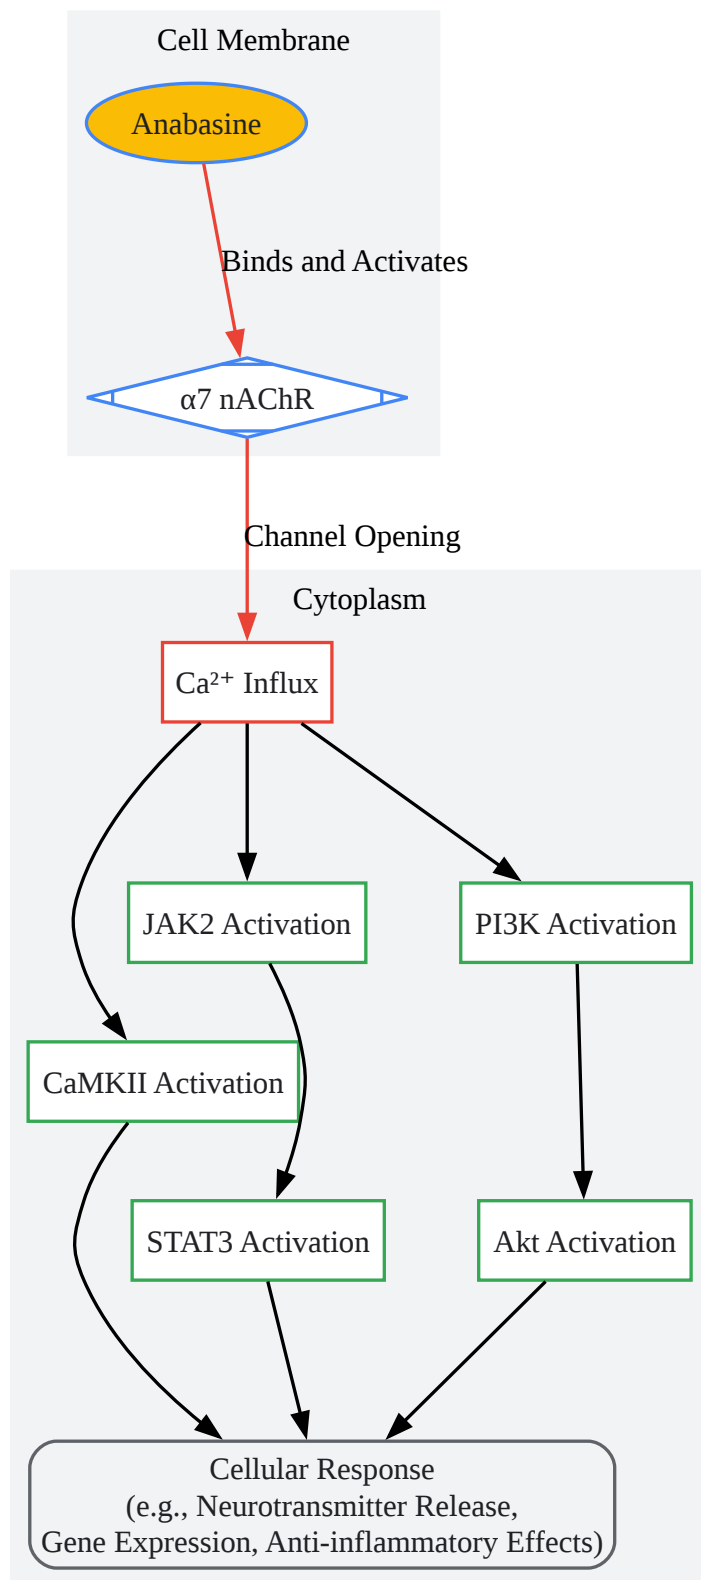 Cell Membrane
Anabasine
Binds and Activates
α7 nAChR
Channel Opening
Cytoplasm
Ca²⁺ Influx
JAK2 Activation
PI3K Activation
CaMKII Activation
STAT3 Activation
Akt Activation
Cellular Response
(e.g., Neurotransmitter Release,
Gene Expression, Anti-inflammatory Effects)